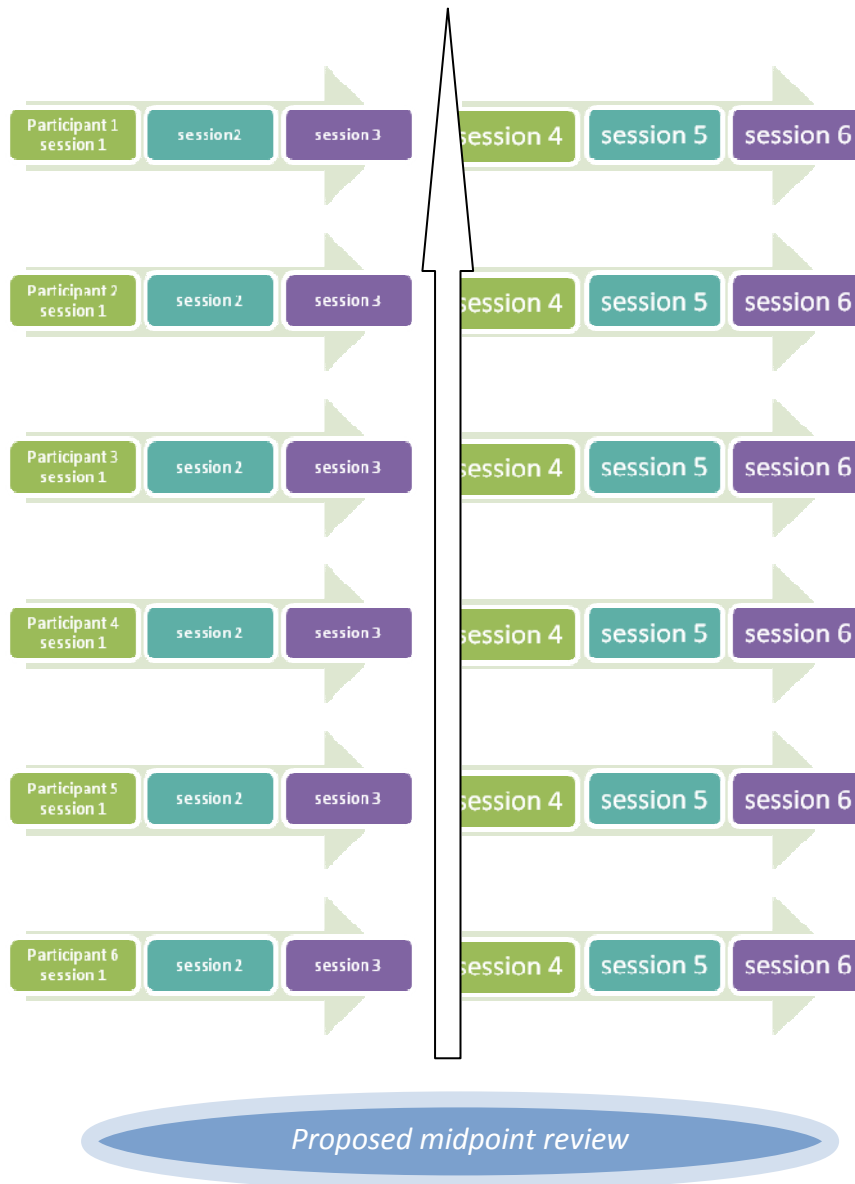 Participant 1
session 1
session2
session 3
session 4
session 5
session 6
Participant 2
session 1
session 2
session 3
session 4
session 5
session 6
Participant 3
session 1
session 2
session 3
session 4
session 5
session 6
Participant 4
session 1
session 2
session 3
session 4
session 5
session 6
Participant 5
session 1
session 2
session 3
session 4
session 5
session 6
Participant 6
session 1
session 2
session 3
session 4
session 5
session 6
Proposed midpoint review